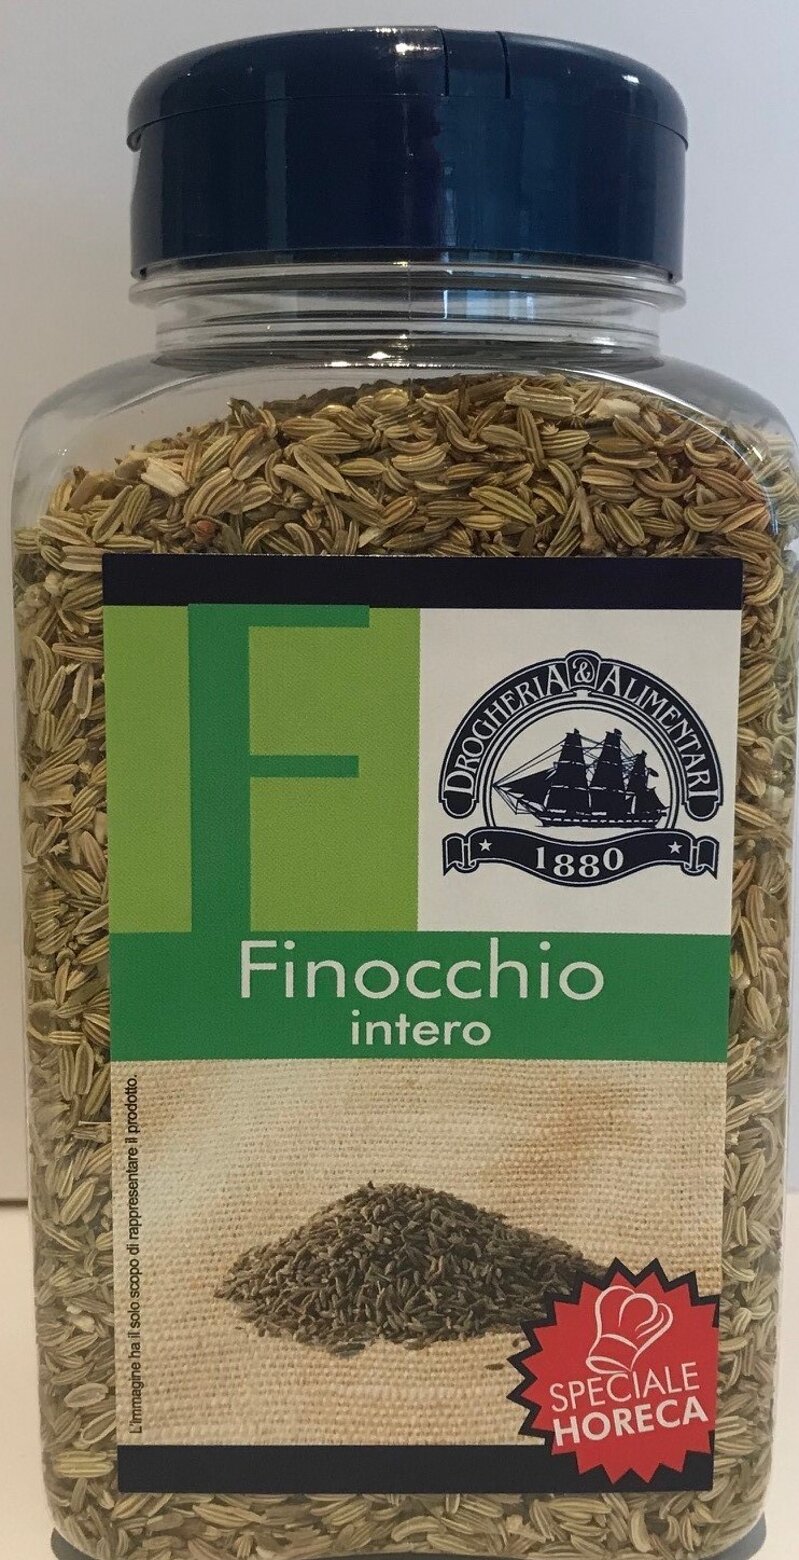 F
DROGHERIA & ALIMENTARI
1880
Finocchio
intero
L'immagine ha il solo scopo di rappresentare il prodotto.
SPECIALE
HORECA